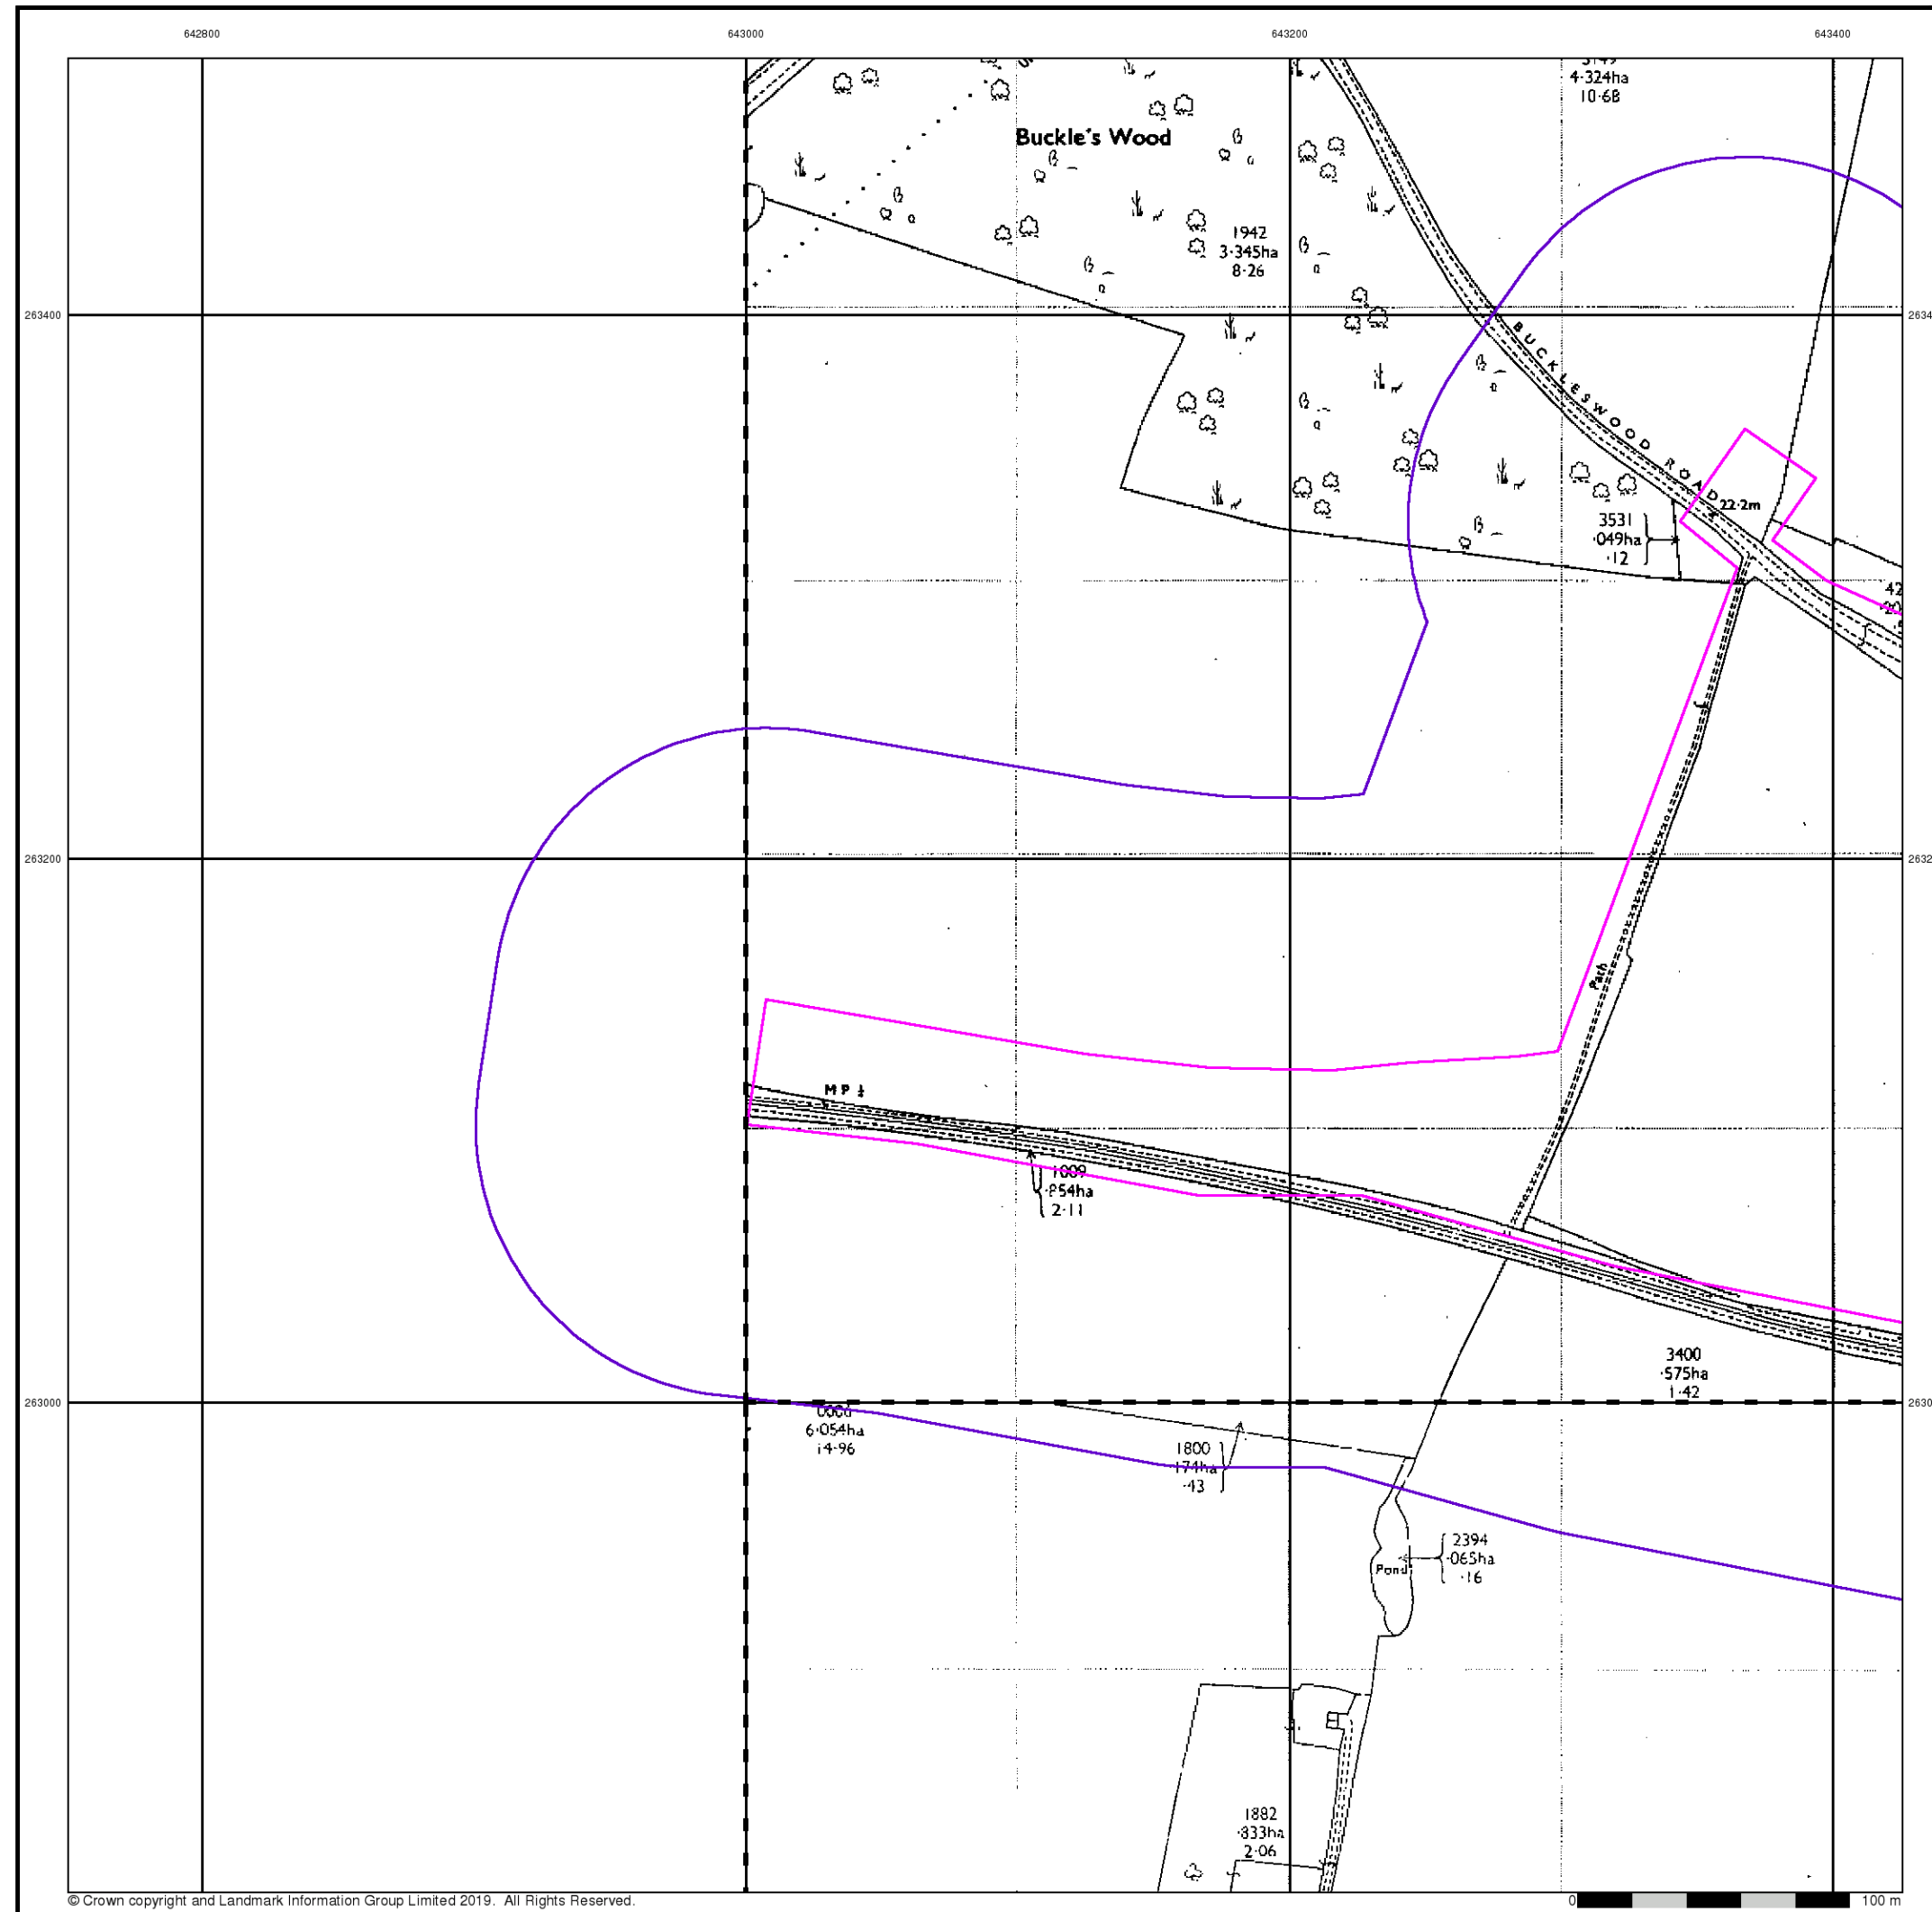 642800
643000
643200
643400
4·324ha
10·68
Buckle's Wood
1942
3·345ha
8·26
263400
BUCKLESWOOD ROAD
22·2m
3531
·049ha
·12
263200
Path
M P ½
1009
·854ha
2·11
3400
·575ha
1·42
263000
6·054ha
14·96
1800
·174ha
·43
2394
·065ha
·16
Pond
1882
·833ha
2·06
© Crown copyright and Landmark Information Group Limited 2019. All Rights Reserved.
0
100 m